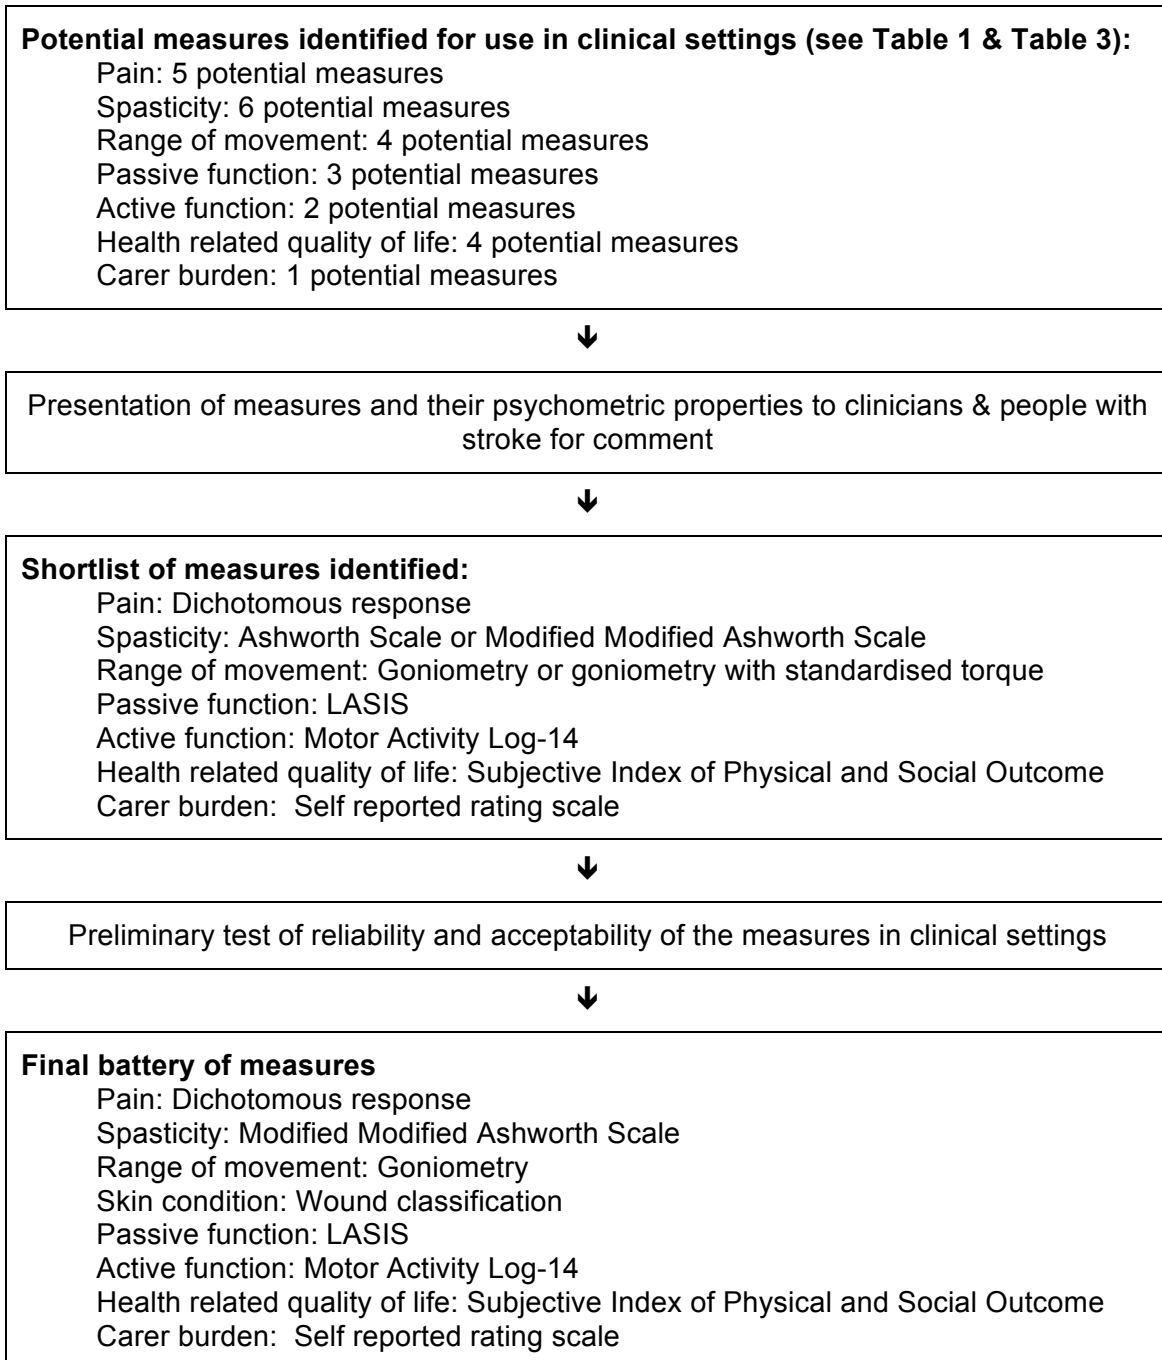 Potential measures identified for use in clinical settings (see Table 1 & Table 3):
Pain: 5 potential measures
Spasticity: 6 potential measures
Range of movement: 4 potential measures
Passive function: 3 potential measures
Active function: 2 potential measures
Health related quality of life: 4 potential measures
Carer burden: 1 potential measures
Presentation of measures and their psychometric properties to clinicians & people with
stroke for comment
Shortlist of measures identified:
Pain: Dichotomous response
Spasticity: Ashworth Scale or Modified Modified Ashworth Scale
Range of movement: Goniometry or goniometry with standardised torque
Passive function: LASIS
Active function: Motor Activity Log-14
Health related quality of life: Subjective Index of Physical and Social Outcome
Carer burden:  Self reported rating scale
Preliminary test of reliability and acceptability of the measures in clinical settings
Final battery of measures
Pain: Dichotomous response
Spasticity: Modified Modified Ashworth Scale
Range of movement: Goniometry
Skin condition: Wound classification
Passive function: LASIS
Active function: Motor Activity Log-14
Health related quality of life: Subjective Index of Physical and Social Outcome
Carer burden:  Self reported rating scale